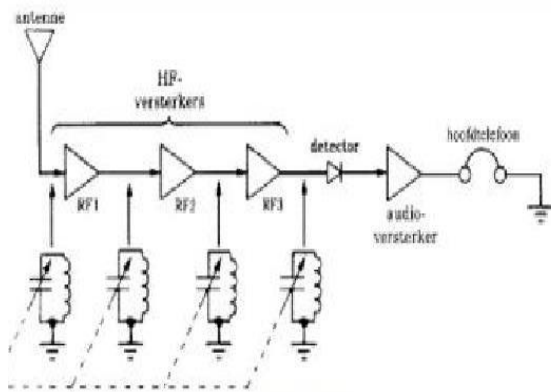 antenne
HF-
versterkers
detector
hoofdtelefoon
RF1
RF2
RF3
audio-
versterker